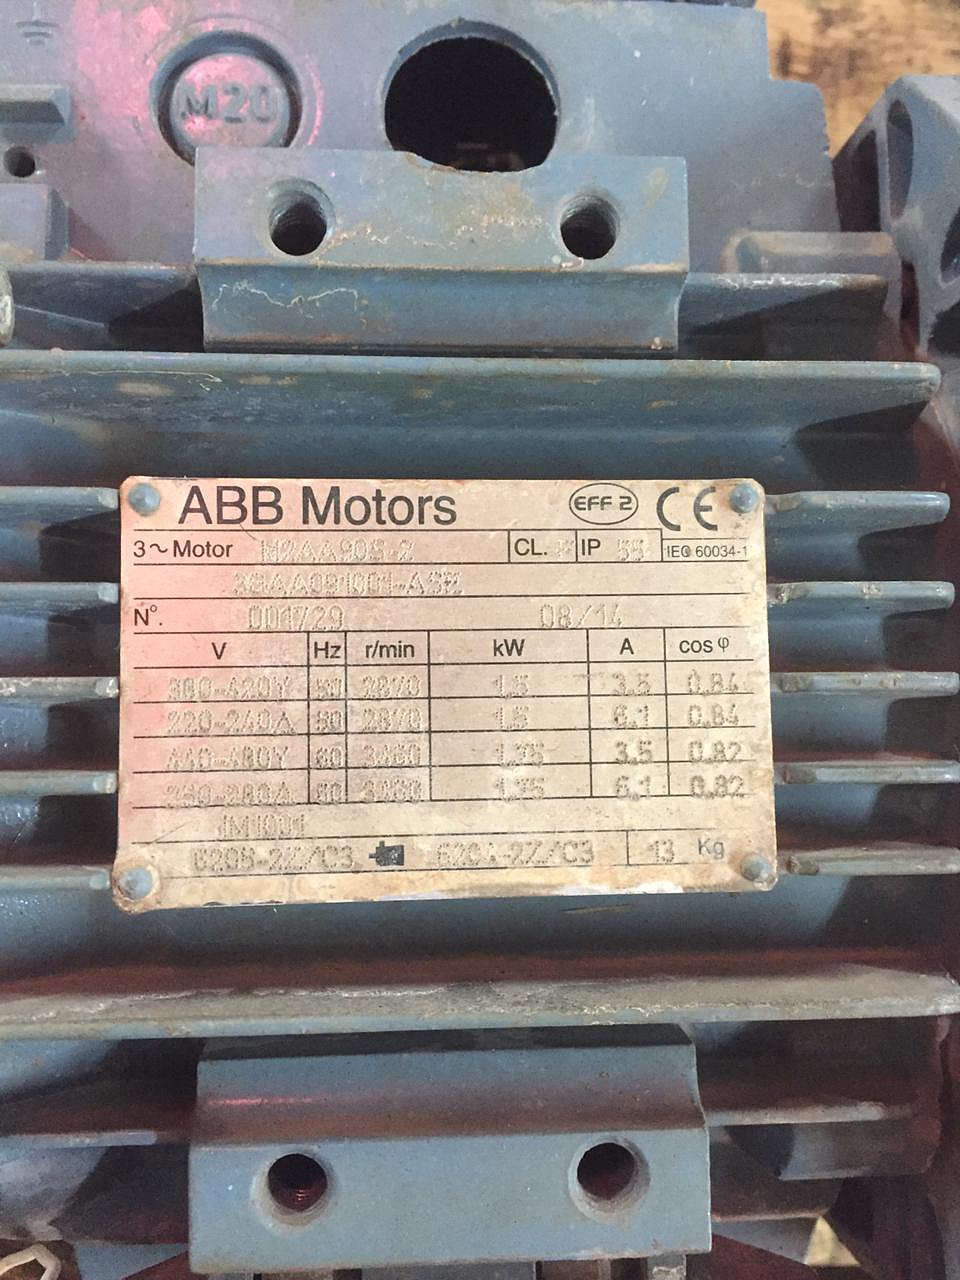 M20
ABB Motors EFF 2 CE
3~Motor M2AA90S-2 CL. F IP 55 IEC 60034-1
3GAA091001-ASE
N°. 001729 08/14
V Hz r/min kW A cos φ
380-420Y 50 2870 1.5 3.5 0.84
220-240Δ 50 2870 1.5 6.1 0.84
440-480Y 60 3460 1.75 3.5 0.82
60 3460 1.75 6.1 0.82
IM1001
-2Z/C3 6204-2Z/C3 13 Kg